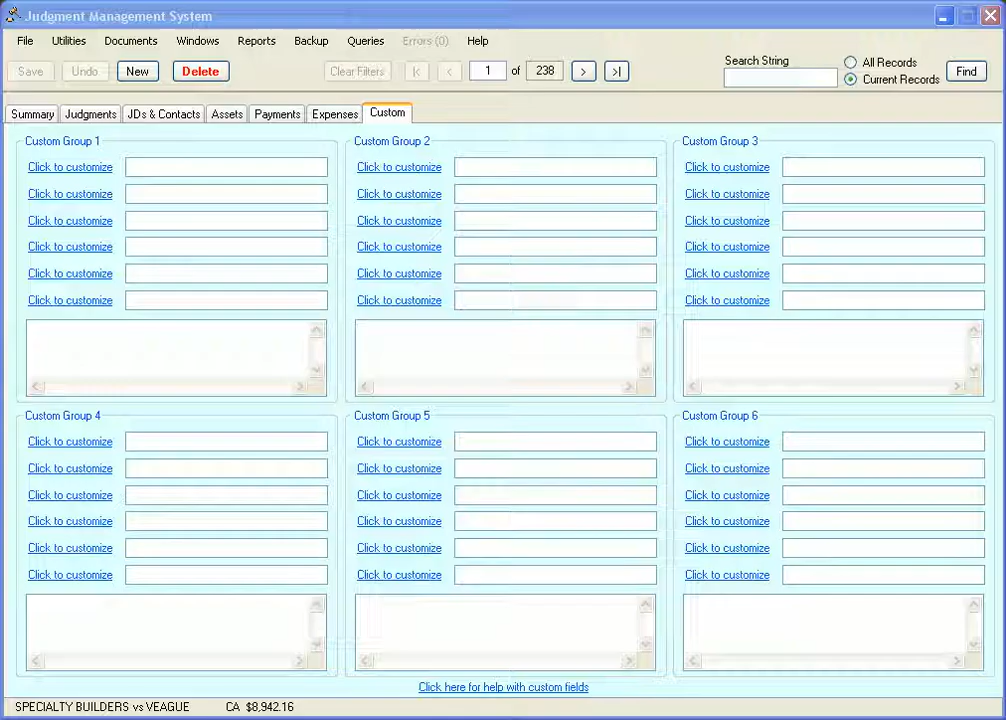 Judgment Management System
File Utilities Documents Windows Reports Backup Queries Errors (0) Help
Save Undo New Delete Clear Filters |< < 1 of 238 > >| Search String All Records Current Records Find
Summary Judgments JDs & Contacts Assets Payments Expenses Custom
Custom Group 1 Custom Group 2 Custom Group 3
Click to customize Click to customize Click to customize
Click to customize Click to customize Click to customize
Click to customize Click to customize Click to customize
Click to customize Click to customize Click to customize
Click to customize Click to customize Click to customize
Click to customize Click to customize Click to customize
Custom Group 4 Custom Group 5 Custom Group 6
Click to customize Click to customize Click to customize
Click to customize Click to customize Click to customize
Click to customize Click to customize Click to customize
Click to customize Click to customize Click to customize
Click to customize Click to customize Click to customize
Click to customize Click to customize Click to customize
Click here for help with custom fields
SPECIALTY BUILDERS vs VEAGUE CA $8,942.16